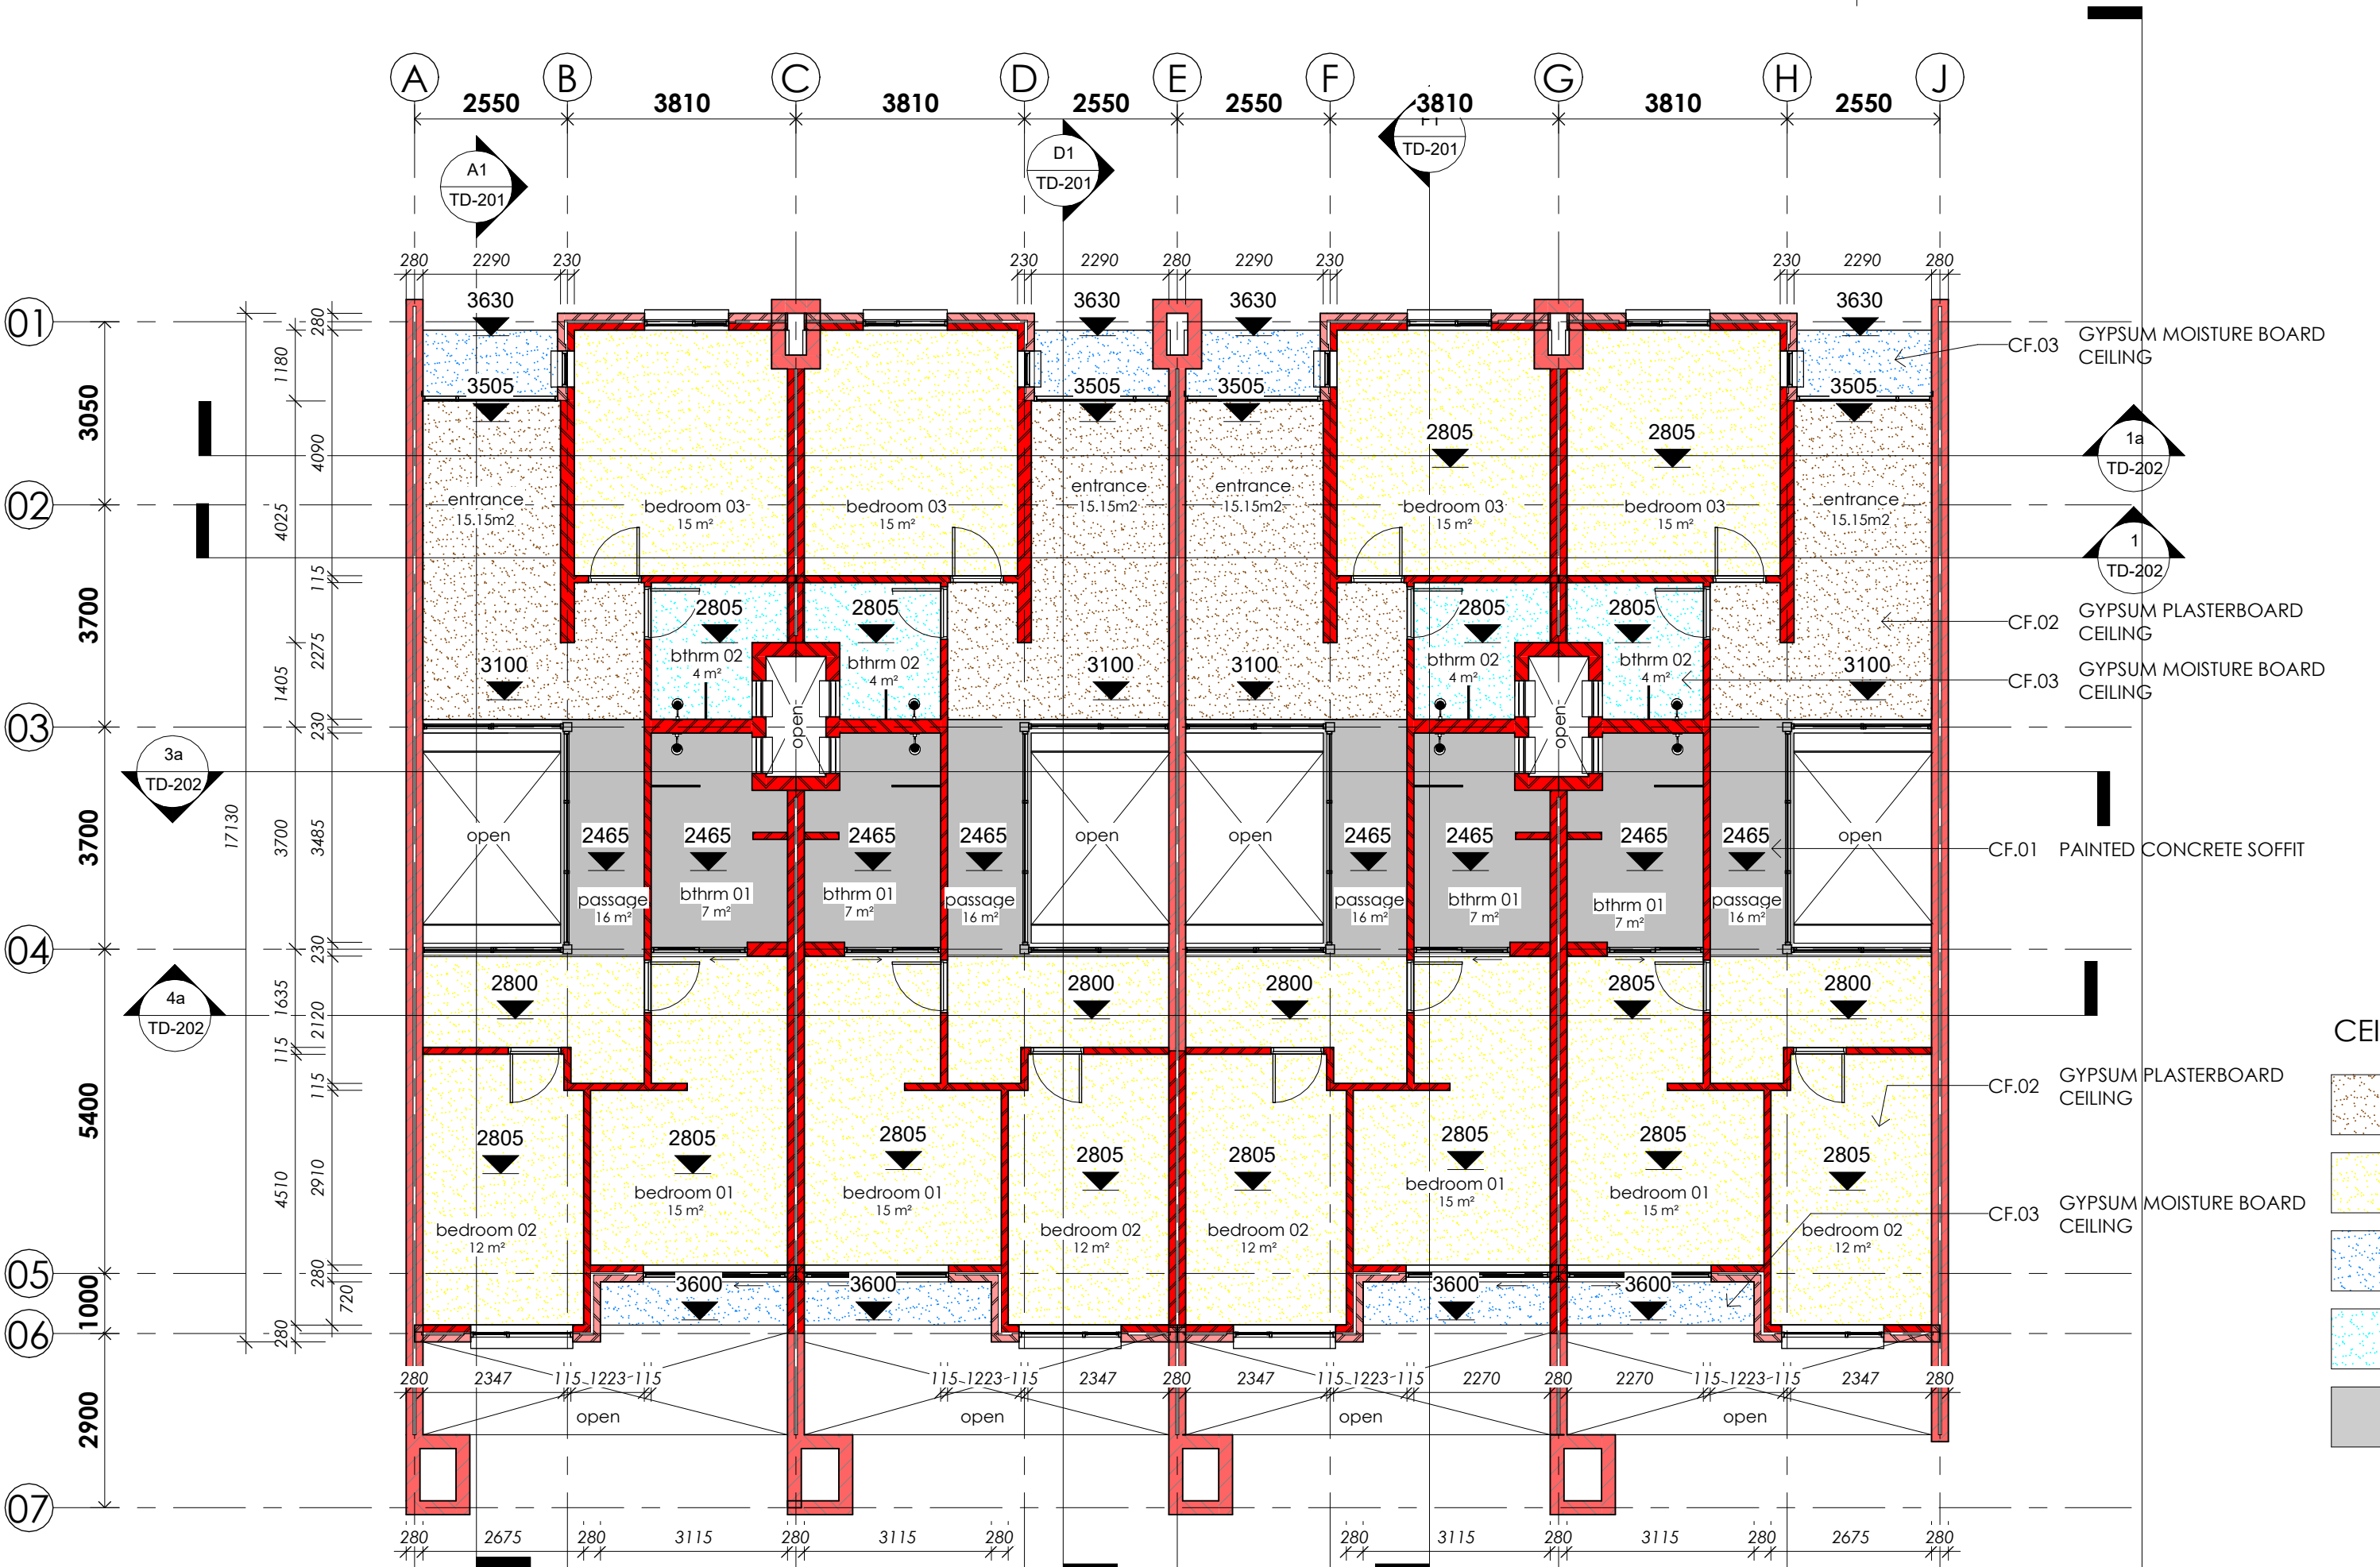 A B C D E F G H J
2550 3810 3810 2550 2550 3810 3810 2550
A1
TD-201
D1
TD-201
TD-201
280 2290 230 230 2290 280 2290 230 230 2290 280
01
02
03
04
05
06
07
3050
3700
3700
5400
1000
2900
17130
1180
4025
1405
3700
1635
115
4510
280
280
4090
115
2275
230
3485
230
2120
115
2910
280
720
3630 3630 3630 3630
3505 3505 3505 3505
2805 2805
entrance
15.15m2
bedroom 03
15 m²
bedroom 03
15 m²
entrance
15.15m2
entrance
15.15m2
bedroom 03
15 m²
bedroom 03
15 m²
entrance
15.15m2
2805 2805 2805 2805
bthrm 02
4 m²
bthrm 02
4 m²
bthrm 02
4 m²
bthrm 02
4 m²
3100 3100 3100 3100
open open
open open open open
2465 2465 2465 2465 2465 2465 2465 2465
passage
16 m²
bthrm 01
7 m²
bthrm 01
7 m²
passage
16 m²
passage
16 m²
bthrm 01
7 m²
bthrm 01
7 m²
passage
16 m²
2800 2800 2800 2805 2800
2805 2805 2805 2805 2805 2805 2805 2805
bedroom 02
12 m²
bedroom 01
15 m²
bedroom 01
15 m²
bedroom 02
12 m²
bedroom 02
12 m²
bedroom 01
15 m²
bedroom 01
15 m²
bedroom 02
12 m²
3600 3600 3600 3600
280 2347 115 1223 115 115 1223 115 2347 280 2347 115 1223 115 2270 280 2270 115 1223 115 2347 280
open open open open
280 2675 280 3115 280 3115 280 280 3115 280 3115 280 2675 280
3a
TD-202
4a
TD-202
1a
TD-202
1
TD-202
CF.03 GYPSUM MOISTURE BOARD
CEILING
CF.02 GYPSUM PLASTERBOARD
CEILING
CF.03 GYPSUM MOISTURE BOARD
CEILING
CF.01 PAINTED CONCRETE SOFFIT
CF.02 GYPSUM PLASTERBOARD
CEILING
CF.03 GYPSUM MOISTURE BOARD
CEILING
CEI